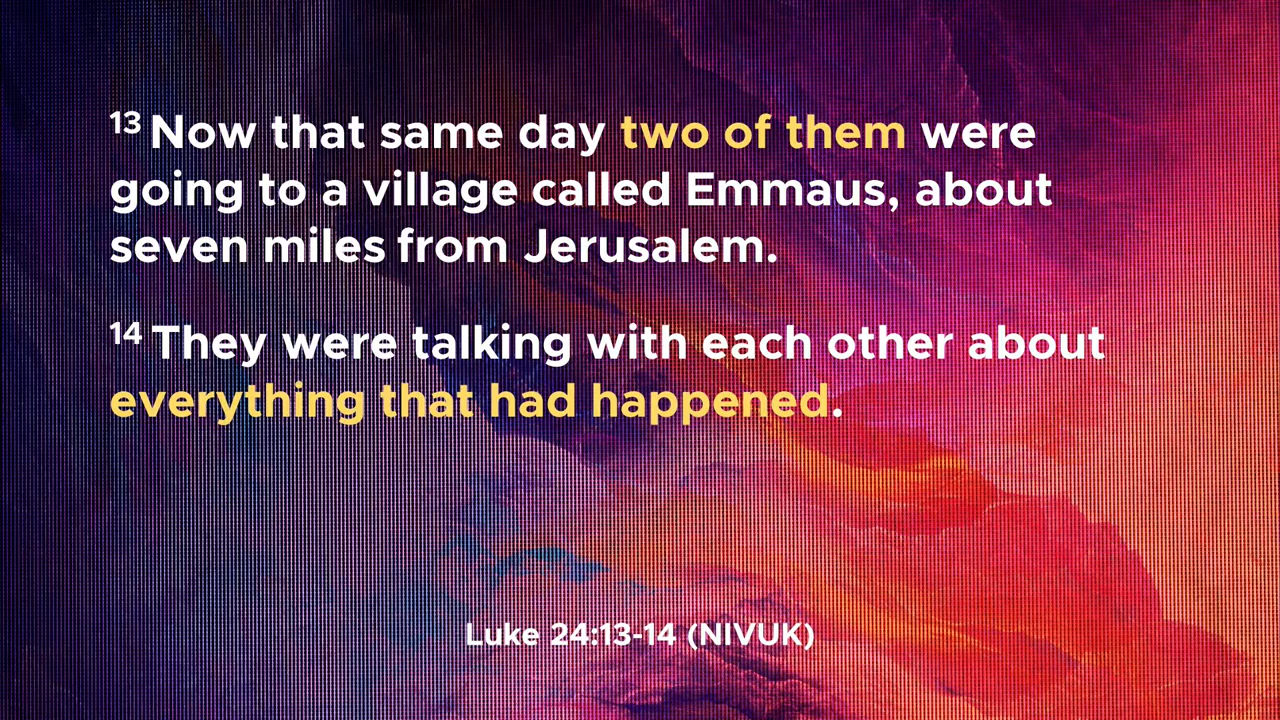 13 Now that same day two of them were
going to a village called Emmaus, about
seven miles from Jerusalem.
14 They were talking with each other about
everything that had happened.
Luke 24:13-14 (NIVUK)